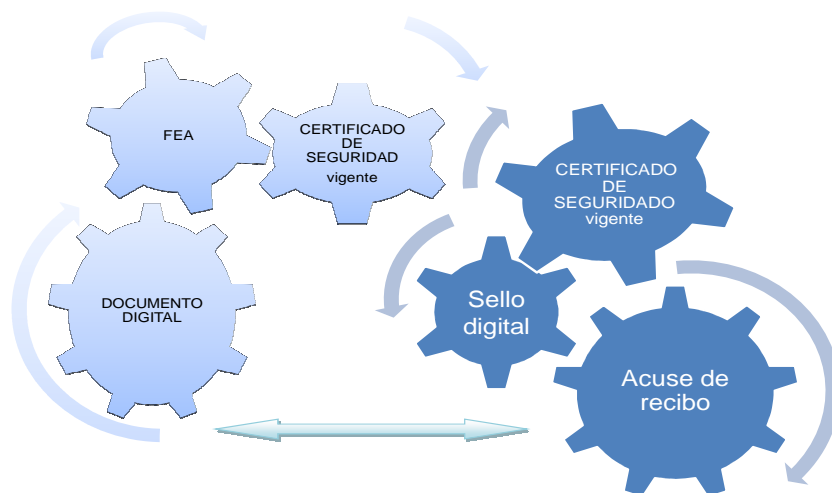 FEA
CERTIFICADO
DE
SEGURIDAD
vigente
DOCUMENTO
DIGITAL
CERTIFICADO
DE
SEGURIDADO
vigente
Sello
digital
Acuse de
recibo